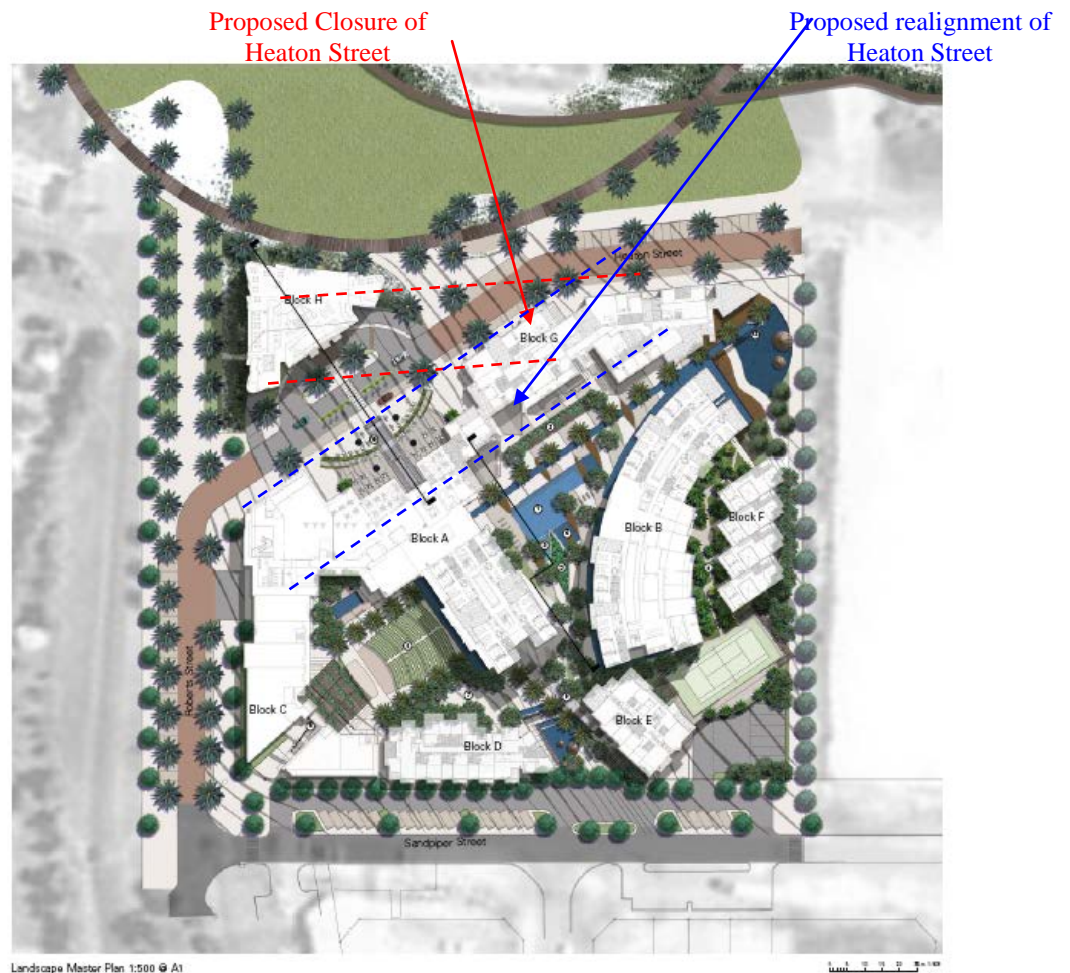 Proposed Closure of
Heaton Street
Proposed realignment of
Heaton Street
Heaton Street
Block H
Block G
Block A
Block B
Block F
Roberts Street
Block C
Block D
Block E
Sandpiper Street
Landscape Master Plan 1:500 @ A1